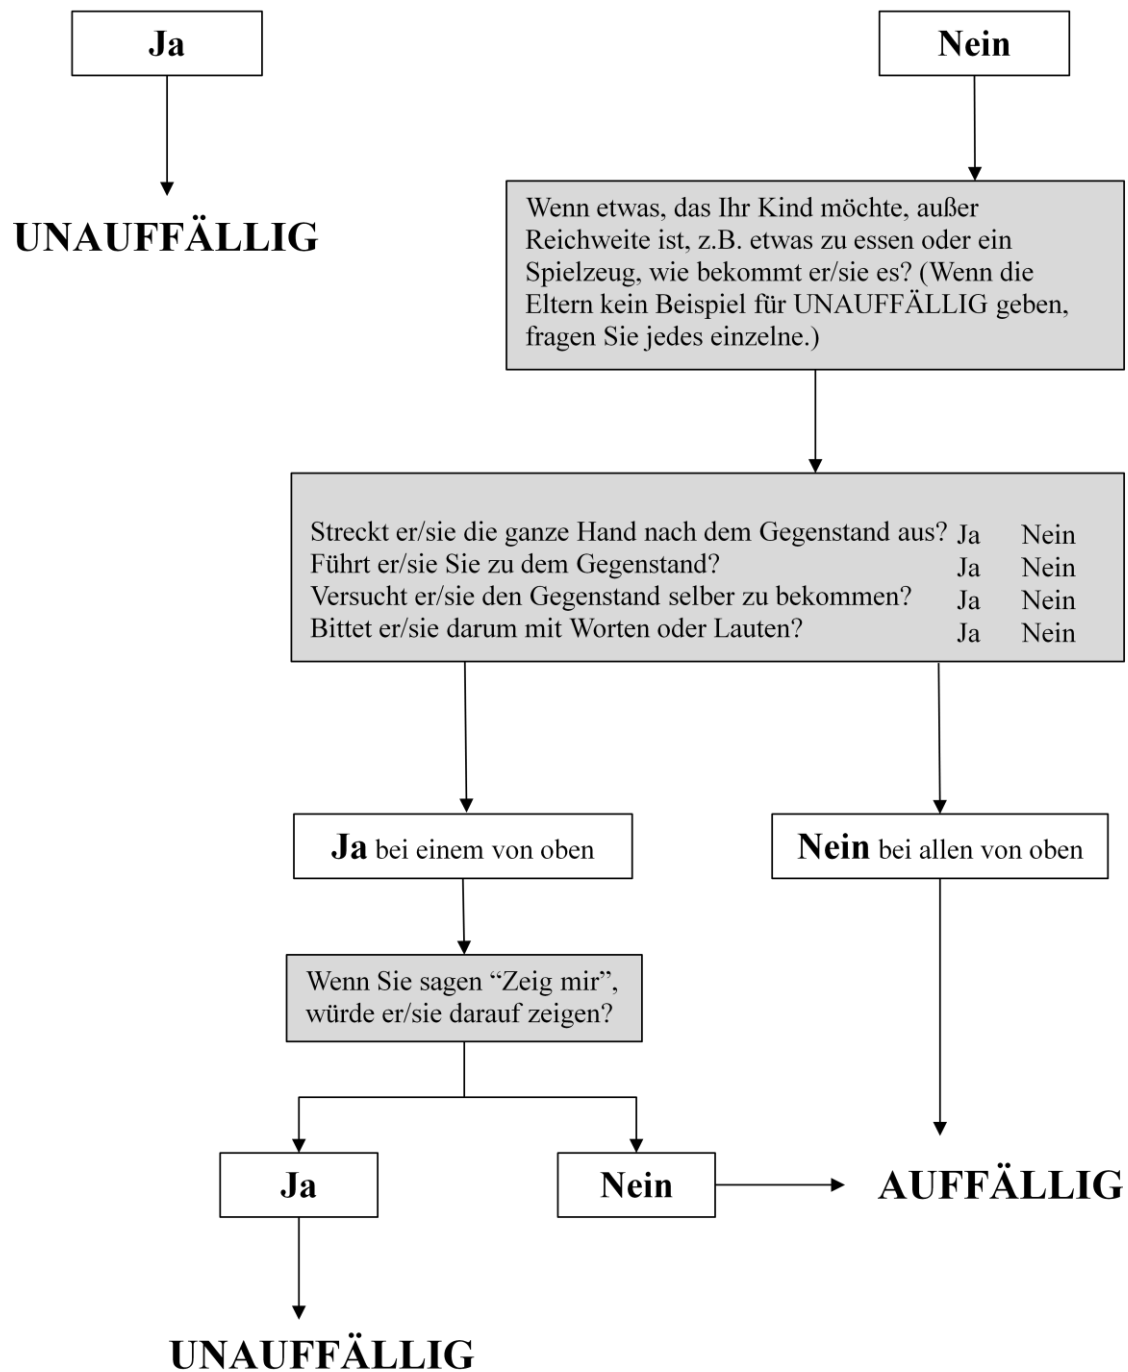 Ja
Nein
UNAUFFÄLLIG
Wenn etwas, das Ihr Kind möchte, außer
Reichweite ist, z.B. etwas zu essen oder ein
Spielzeug, wie bekommt er/sie es? (Wenn die
Eltern kein Beispiel für UNAUFFÄLLIG geben,
fragen Sie jedes einzelne.)
Streckt er/sie die ganze Hand nach dem Gegenstand aus? Ja Nein
Führt er/sie Sie zu dem Gegenstand? Ja Nein
Versucht er/sie den Gegenstand selber zu bekommen? Ja Nein
Bittet er/sie darum mit Worten oder Lauten? Ja Nein
Ja bei einem von oben
Nein bei allen von oben
Wenn Sie sagen “Zeig mir”,
würde er/sie darauf zeigen?
Ja
Nein
AUFFÄLLIG
UNAUFFÄLLIG